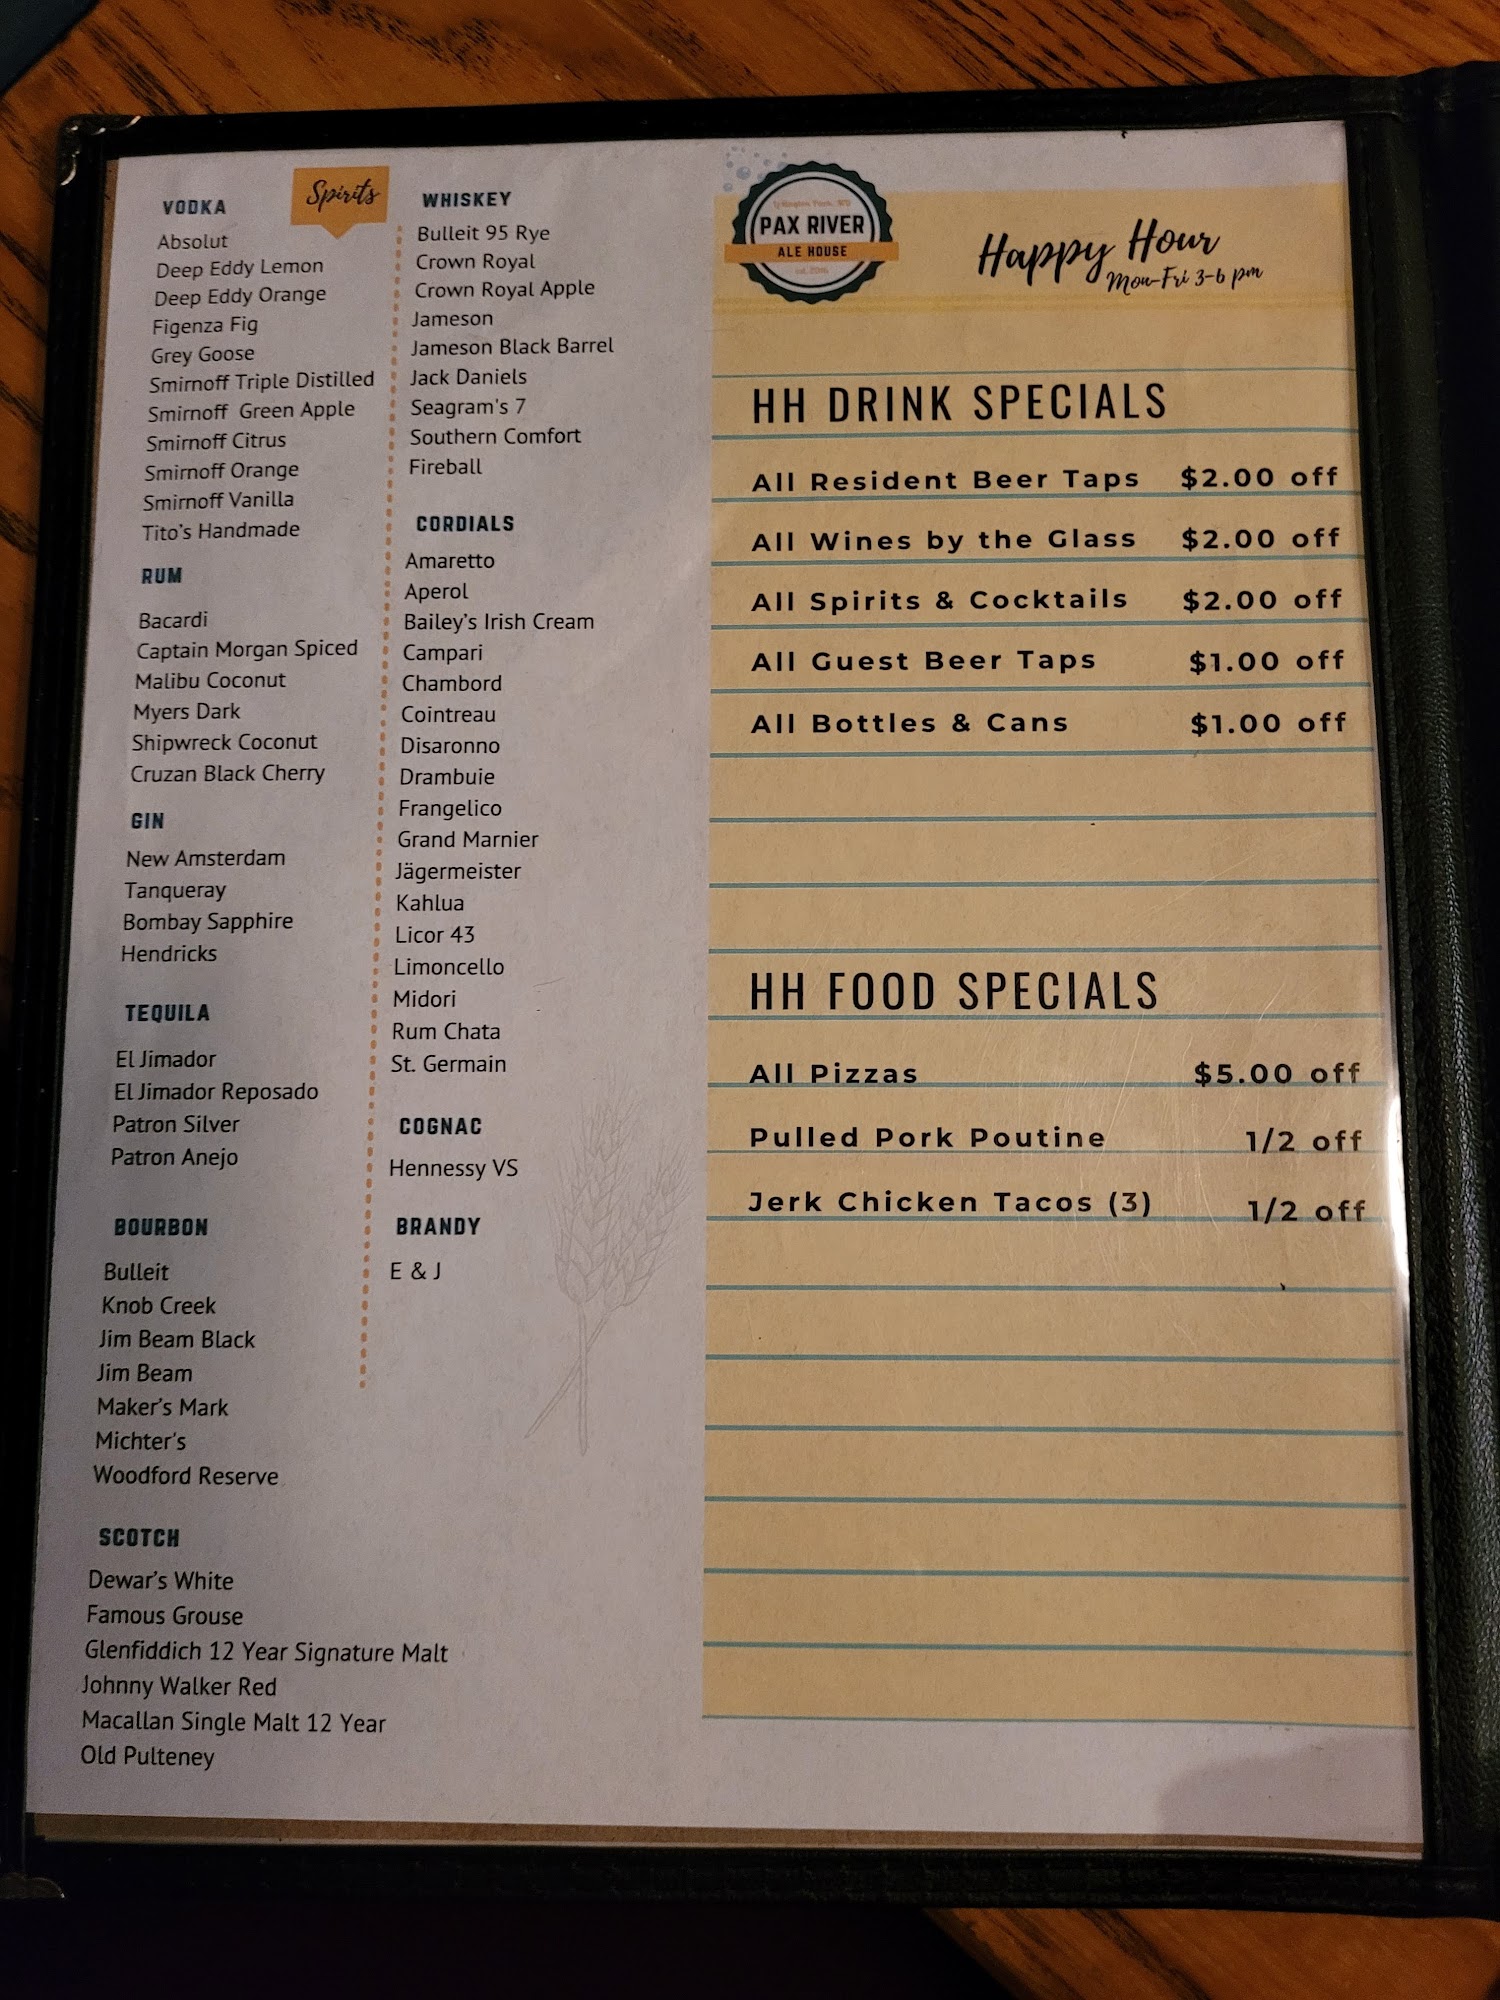 Spirits
VODKA
Absolut
Deep Eddy Lemon
Deep Eddy Orange
Figenza Fig
Grey Goose
Smirnoff Triple Distilled
Smirnoff Green Apple
Smirnoff Citrus
Smirnoff Orange
Smirnoff Vanilla
Tito's Handmade
RUM
Bacardi
Captain Morgan Spiced
Malibu Coconut
Myers Dark
Shipwreck Coconut
Cruzan Black Cherry
GIN
New Amsterdam
Tanqueray
Bombay Sapphire
Hendricks
TEQUILA
El Jimador
El Jimador Reposado
Patron Silver
Patron Anejo
BOURBON
Bulleit
Knob Creek
Jim Beam Black
Jim Beam
Maker's Mark
Michter's
Woodford Reserve
SCOTCH
Dewar's White
Famous Grouse
Glenfiddich 12 Year Signature Malt
Johnny Walker Red
Macallan Single Malt 12 Year
Old Pulteney
WHISKEY
Bulleit 95 Rye
Crown Royal
Crown Royal Apple
Jameson
Jameson Black Barrel
Jack Daniels
Seagram's 7
Southern Comfort
Fireball
CORDIALS
Amaretto
Aperol
Bailey's Irish Cream
Campari
Chambord
Cointreau
Disaronno
Drambuie
Frangelico
Grand Marnier
Jägermeister
Kahlua
Licor 43
Limoncello
Midori
Rum Chata
St. Germain
COGNAC
Hennessy VS
BRANDY
E & J
Lexington Park, MD
PAX RIVER
ALE HOUSE
est. 2016
Happy Hour
Mon-Fri 3-6 pm
HH DRINK SPECIALS
All Resident Beer Taps $2.00 off
All Wines by the Glass $2.00 off
All Spirits & Cocktails $2.00 off
All Guest Beer Taps $1.00 off
All Bottles & Cans $1.00 off
HH FOOD SPECIALS
All Pizzas $5.00 off
Pulled Pork Poutine 1/2 off
Jerk Chicken Tacos (3) 1/2 off